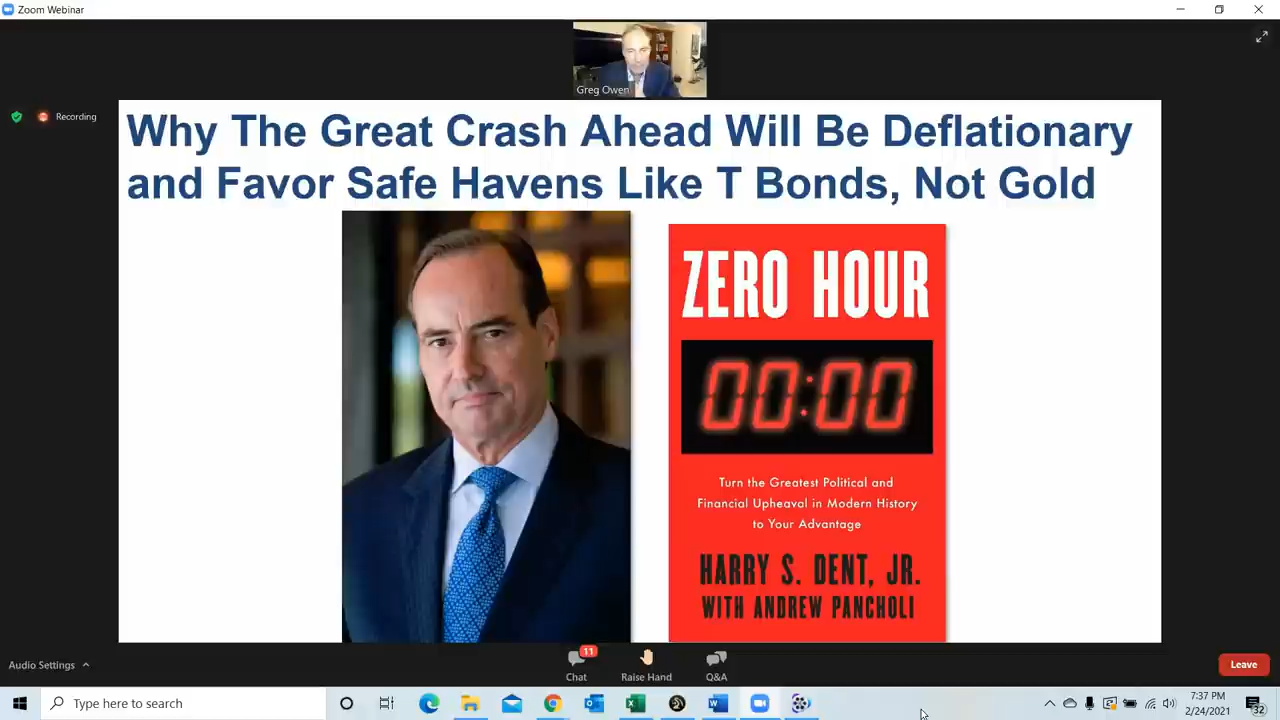 Zoom Webinar
Greg Owen
Recording
Why The Great Crash Ahead Will Be Deflationary
and Favor Safe Havens Like T Bonds, Not Gold
ZERO HOUR
00:00
Turn the Greatest Political and
Financial Upheaval in Modern History
to Your Advantage
HARRY S. DENT, JR.
WITH ANDREW PANCHOLI
Audio Settings
11
Chat
Raise Hand
Q&A
Leave
Type here to search
7:37 PM
2/24/2021
32